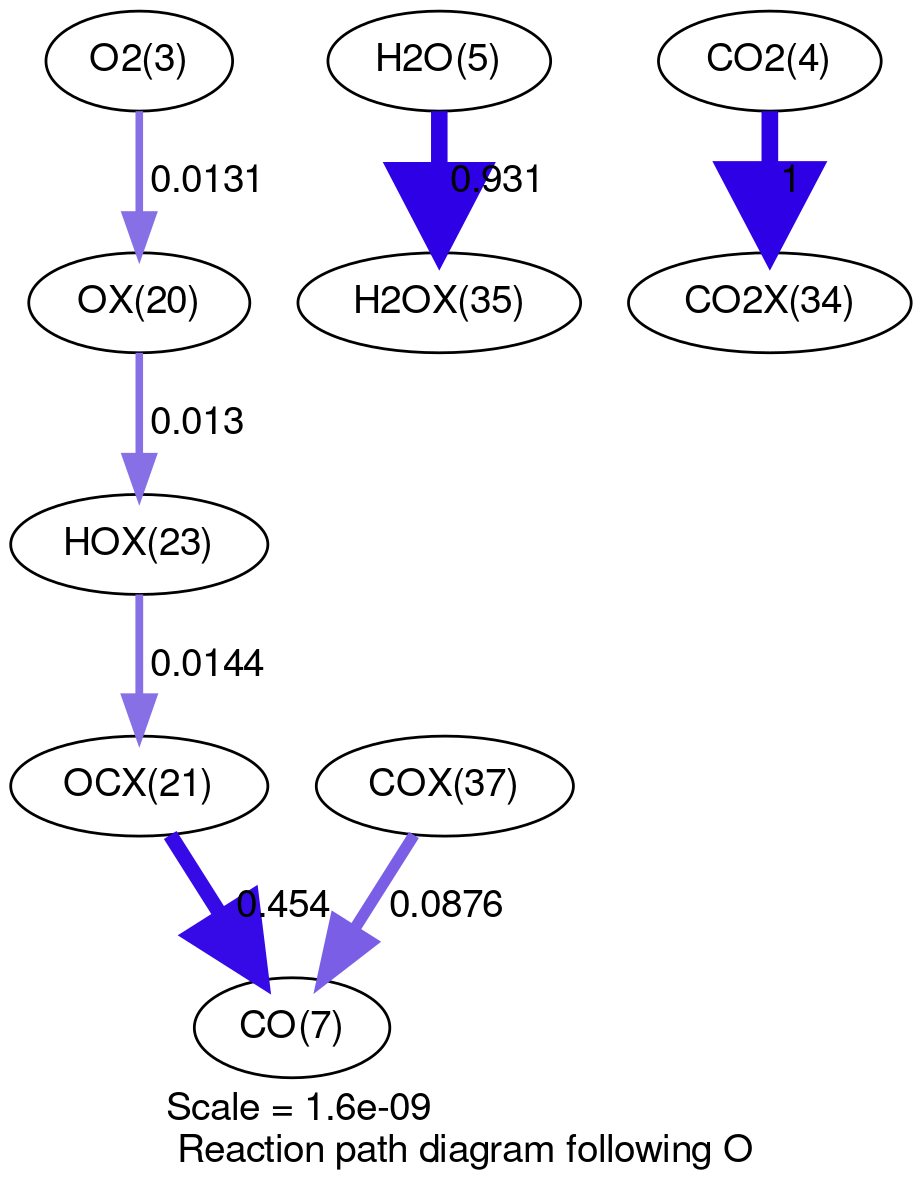 O2(3)
H2O(5)
CO2(4)
0.0131
0.931
1
OX(20)
H2OX(35)
CO2X(34)
0.013
HOX(23)
0.0144
OCX(21)
COX(37)
0.454
0.0876
CO(7)
Scale = 1.6e-09
Reaction path diagram following O